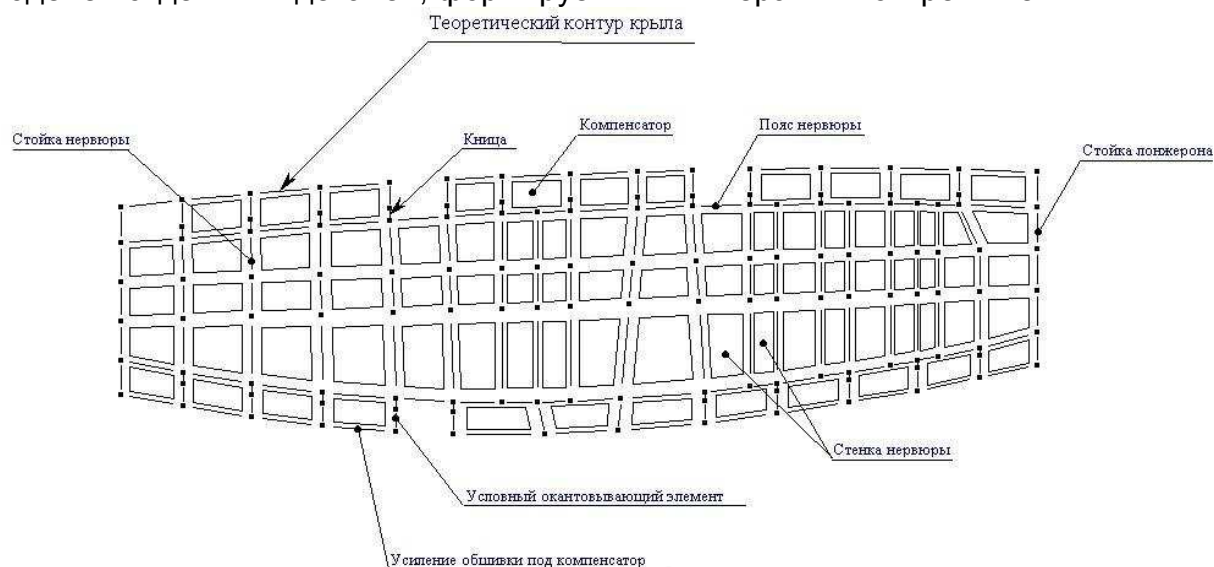 Теоретический контур крыла
Стойка нервюры
Кница
Компенсатор
Пояс нервюры
Стойка лонжерона
Стенка нервюры
Условный окантовывающий элемент
Усиление обшивки под компенсатор